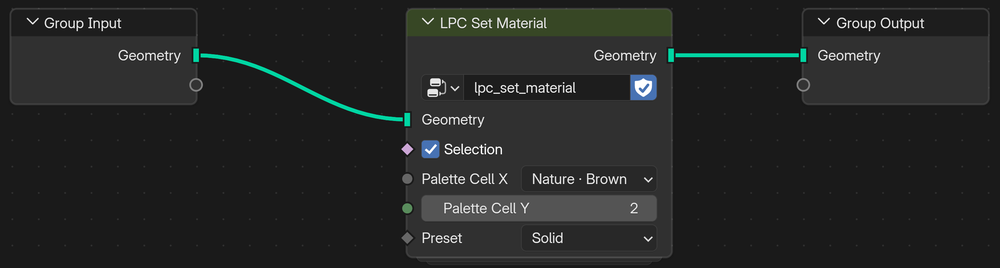 Group Input
Geometry
LPC Set Material
Geometry
lpc_set_material
Geometry
Selection
Palette Cell X Nature · Brown
Palette Cell Y 2
Preset Solid
Group Output
Geometry